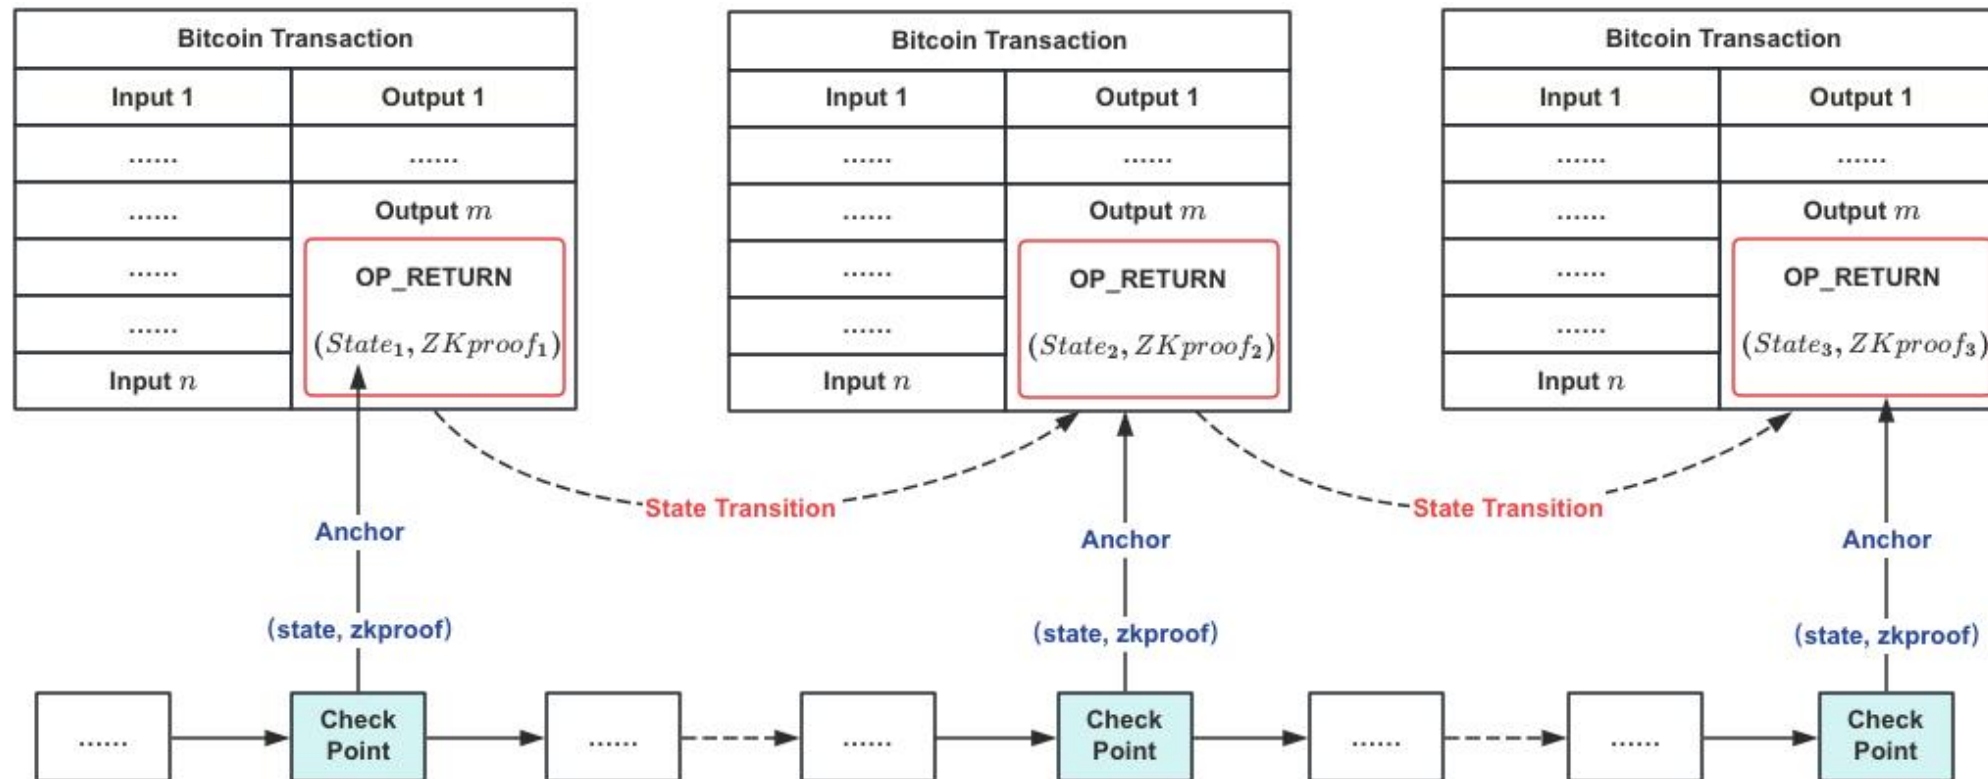 Bitcoin Transaction
Input 1 Output 1
...... ......
...... Output m
...... OP_RETURN
...... (State₁, ZKproof₁)
Input n
Bitcoin Transaction
Input 1 Output 1
...... ......
...... Output m
...... OP_RETURN
...... (State₂, ZKproof₂)
Input n
Bitcoin Transaction
Input 1 Output 1
...... ......
...... Output m
...... OP_RETURN
...... (State₃, ZKproof₃)
Input n
State Transition
State Transition
Anchor
Anchor
Anchor
(state, zkproof)
(state, zkproof)
(state, zkproof)
......
Check
Point
......
......
Check
Point
......
......
Check
Point